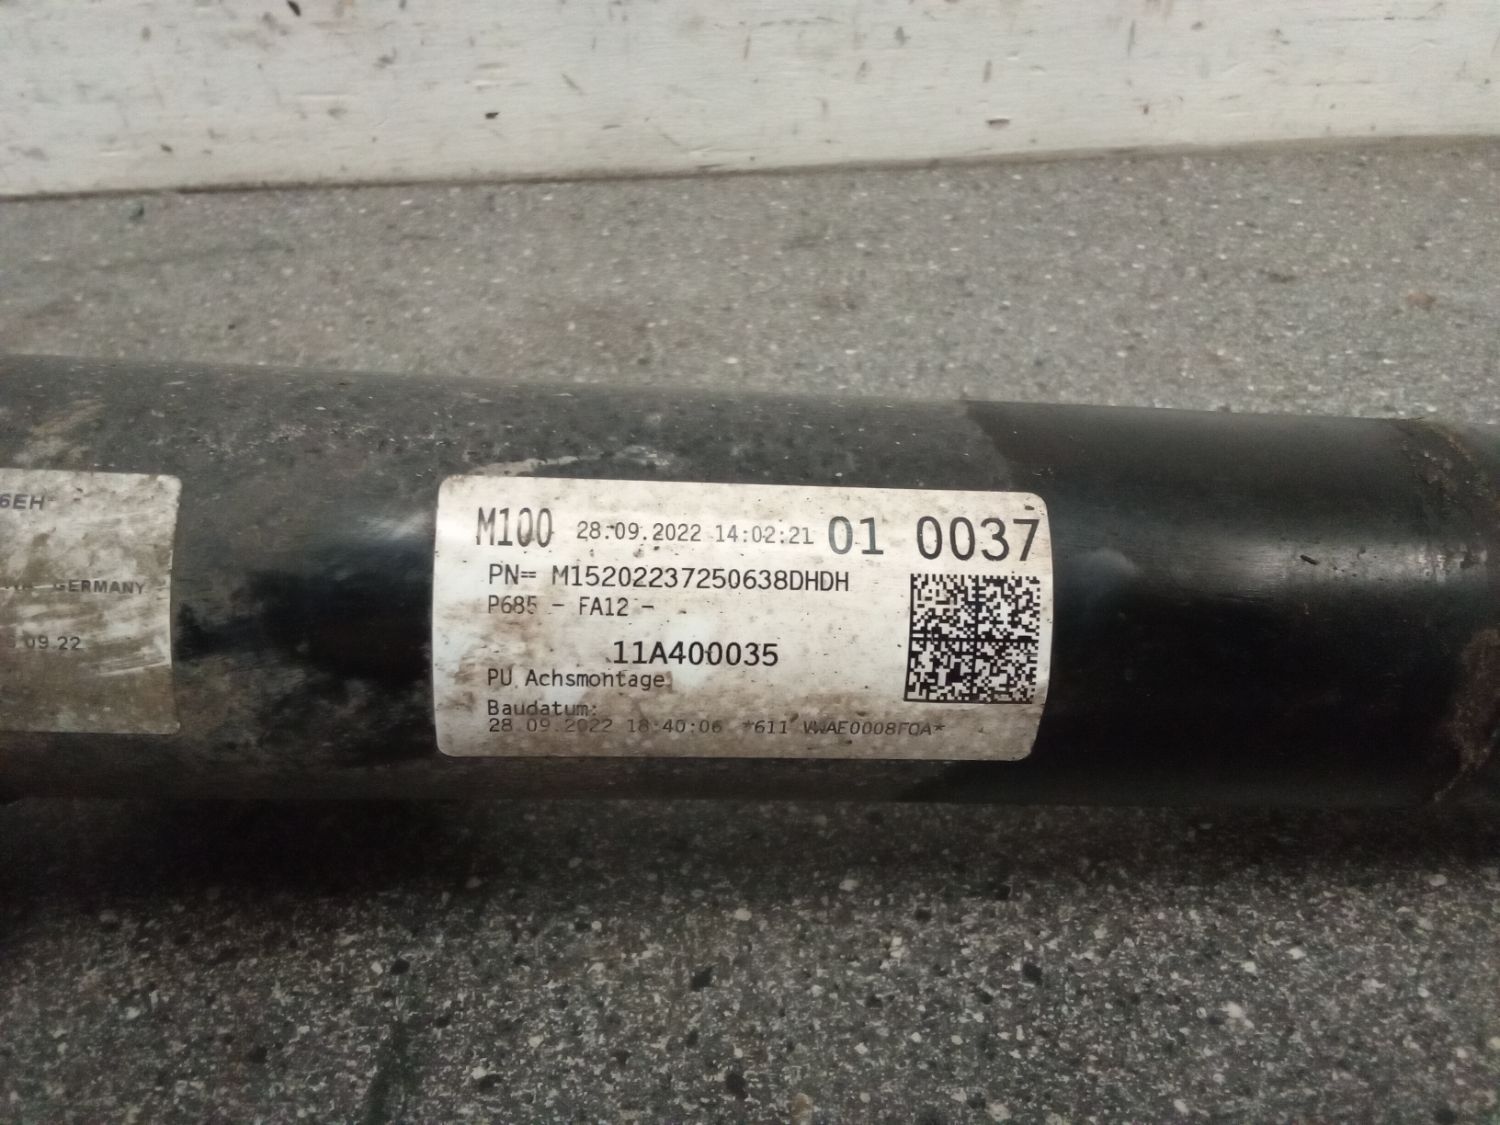 6EH
GERMANY
09.22
M100 28.09.2022 14:02:21 01 0037
PN= M15202237250638DHDH
P685 - FA12 -
11A400035
PU Achsmontage
Baudatum:
28.09.2022 18:40:06 *611 VWAE0008F0A*